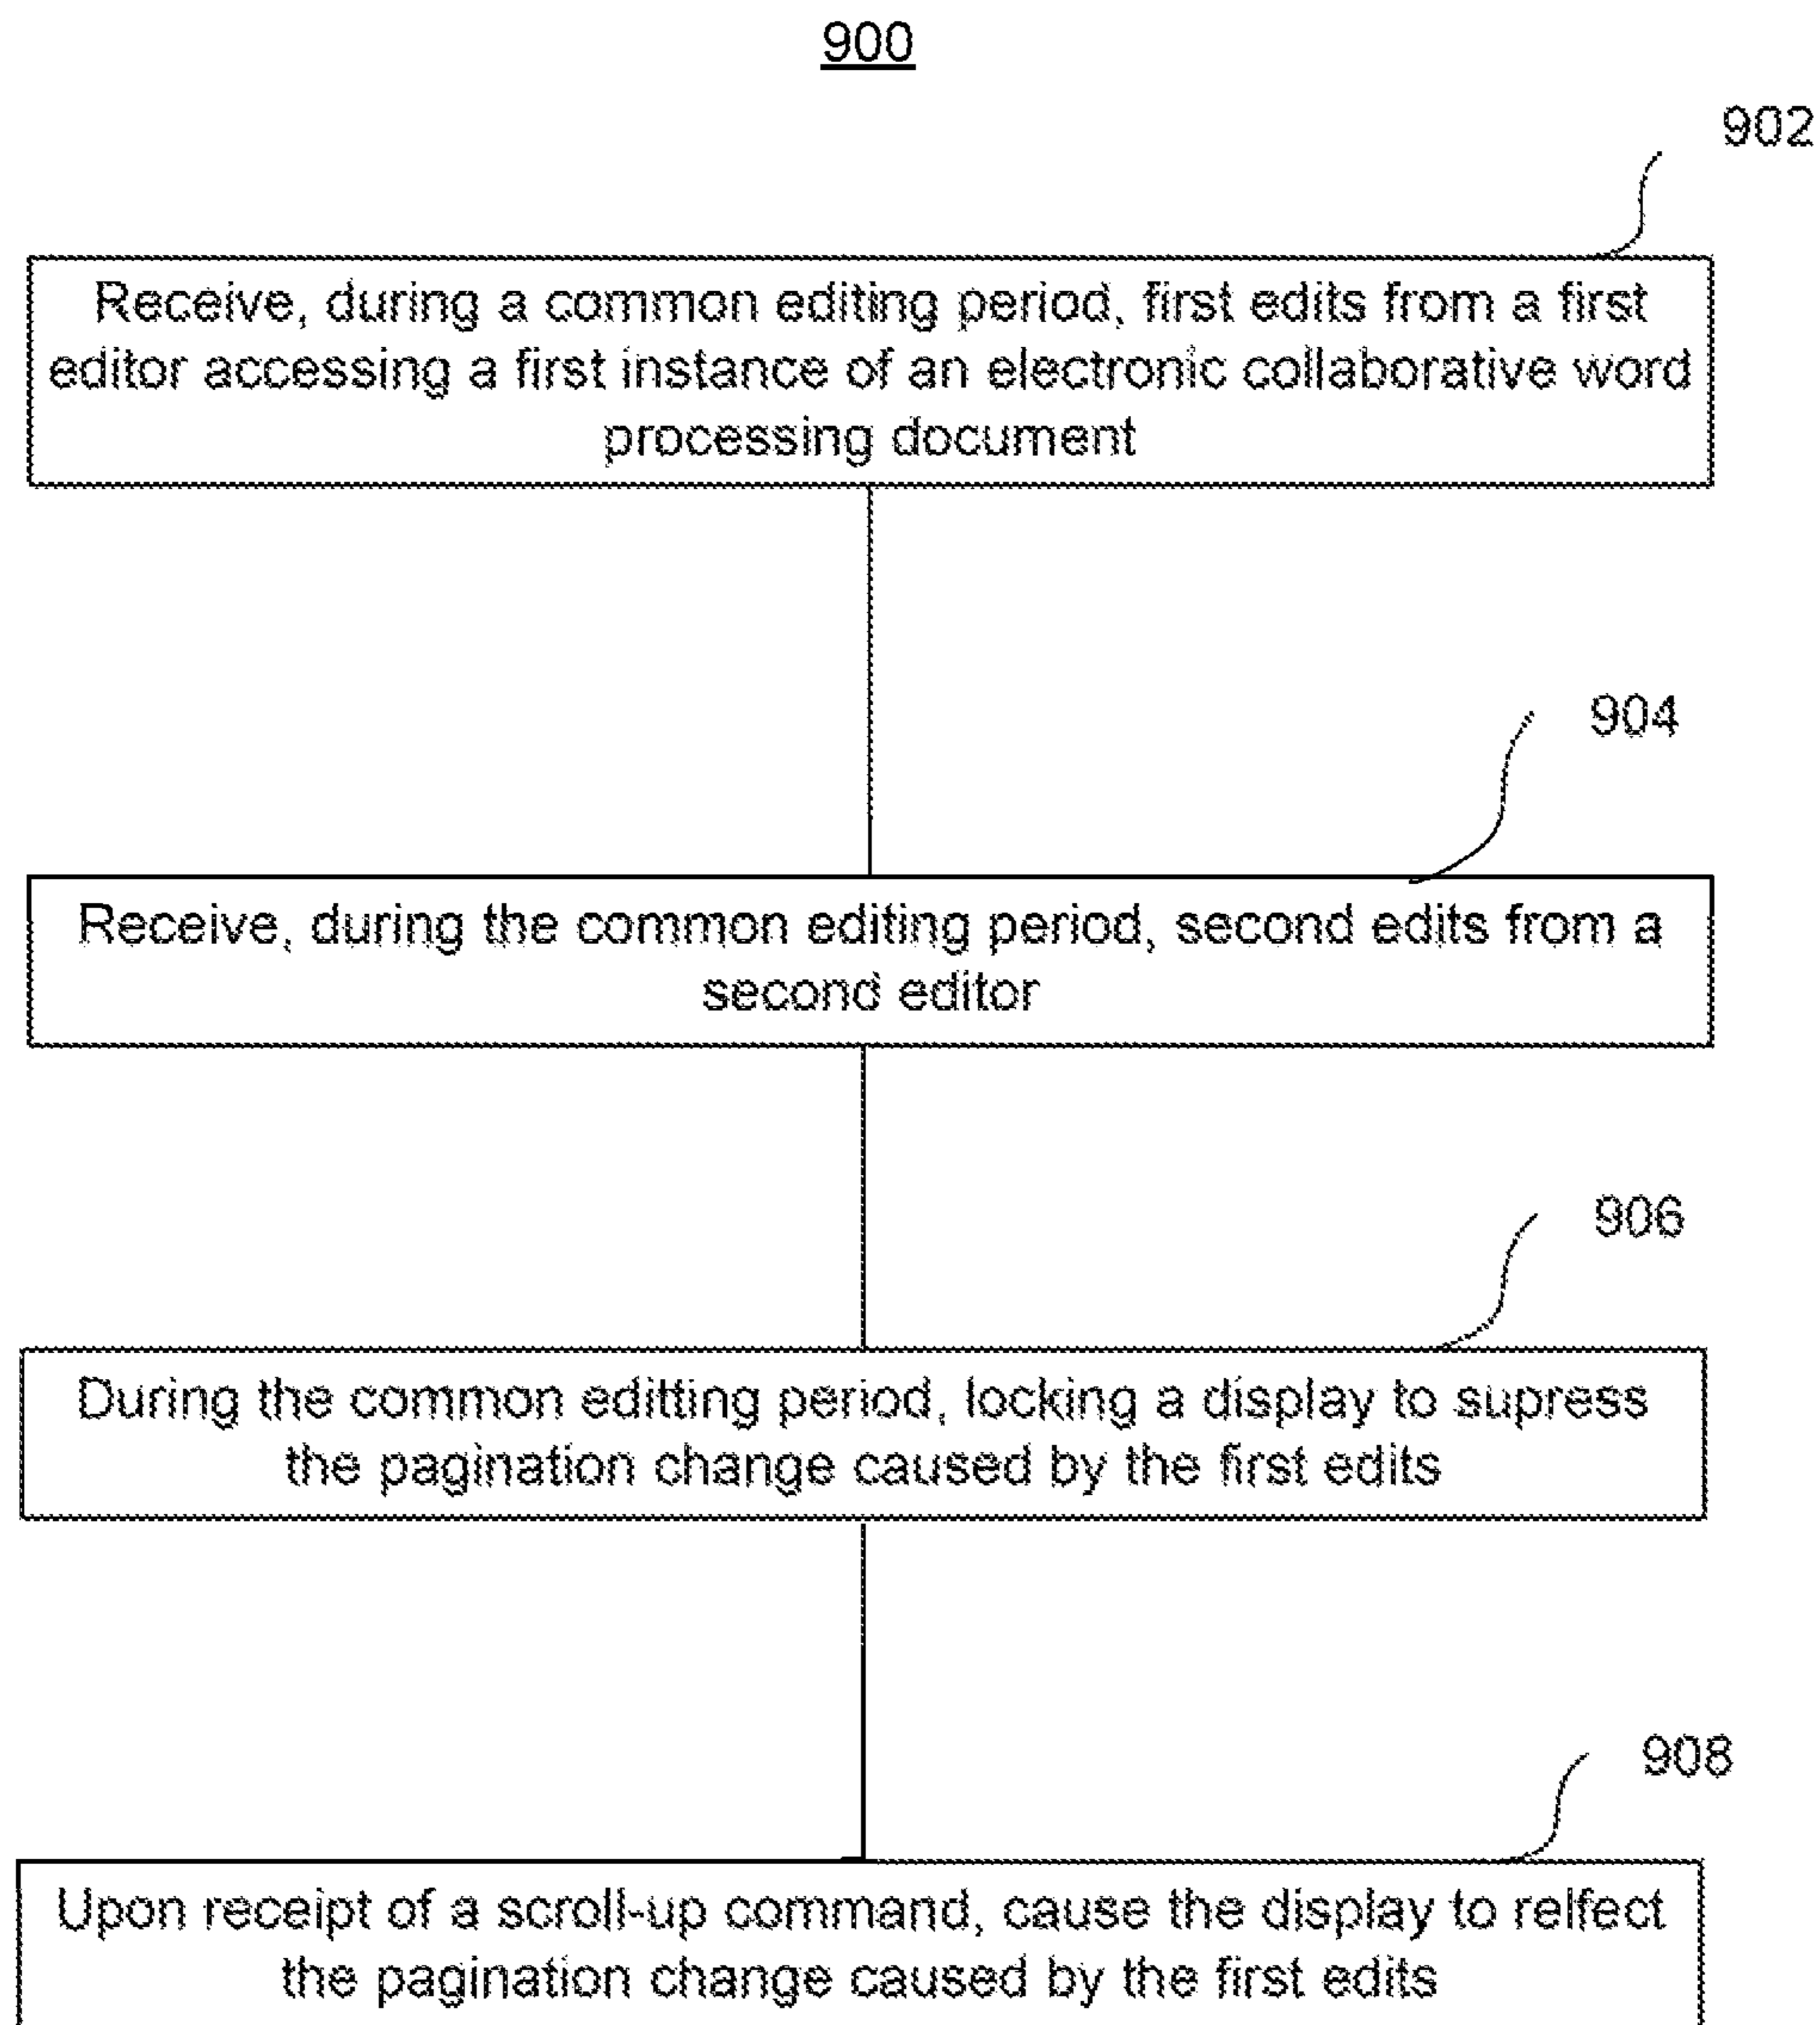 900
902
Receive, during a common editing period, first edits from a first
editor accessing a first instance of an electronic collaborative word
processing document
904
Receive, during the common editing period, second edits from a
second editor
906
During the common editting period, locking a display to supress
the pagination change caused by the first edits
908
Upon receipt of a scroll-up command, cause the display to relfect
the pagination change caused by the first edits